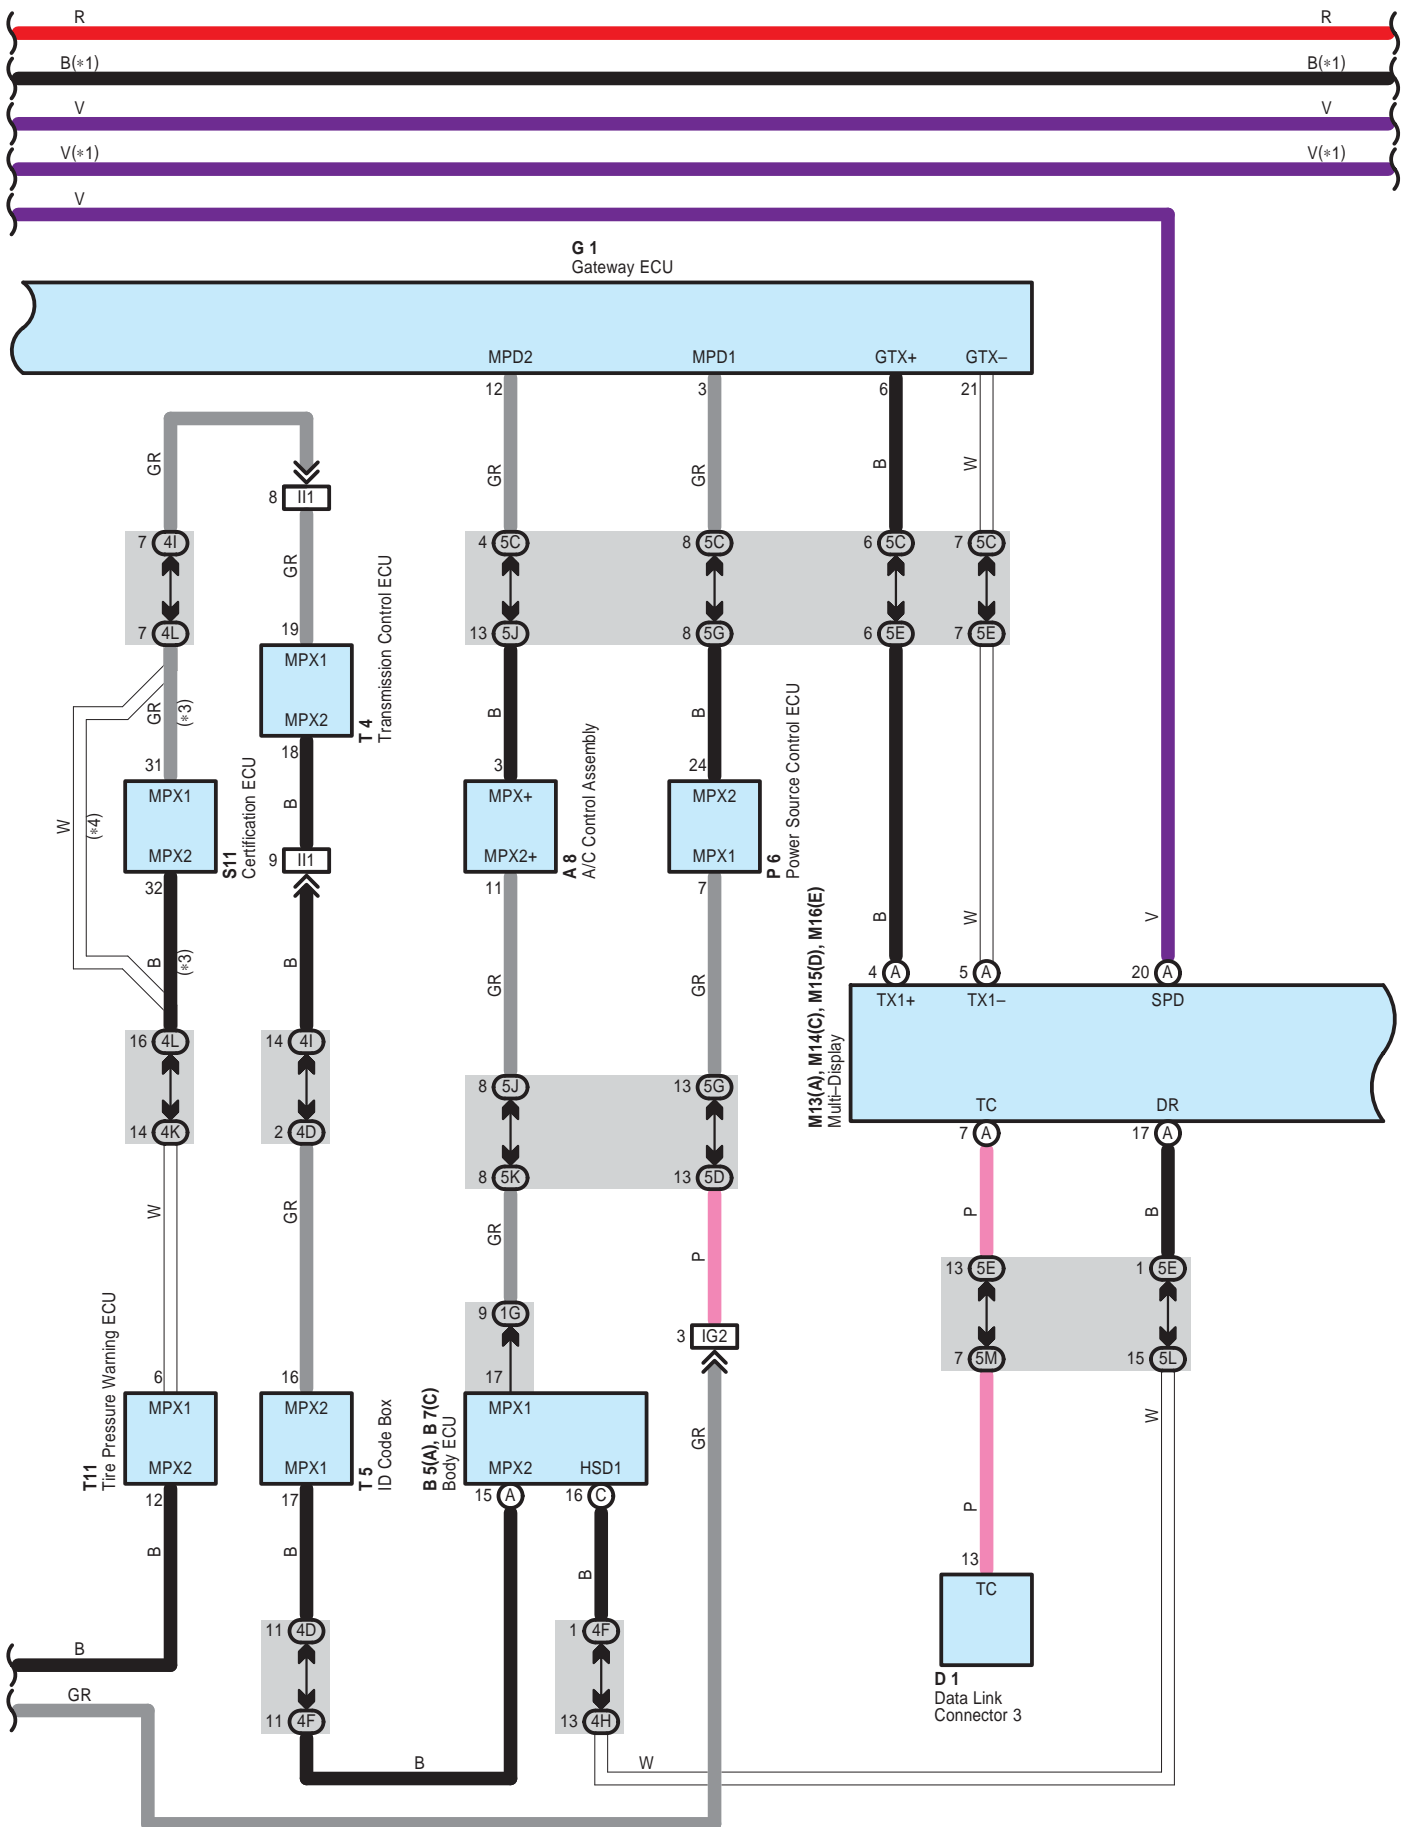 R R
B(*1) B(*1)
V V
V(*1) V(*1)
V
G 1
Gateway ECU
MPD2 MPD1 GTX+ GTX–
12 3 6 21
GR GR GR B W
8 II1
7 4I 4 5C 8 5C 6 5C 7 5C
GR
7 4L 19 13 5J 8 5G 6 5E 7 5E
MPX1
MPX2
T 4
Transmission Control ECU
GR (*3)
18
B B
31 3 24
MPX1 MPX+ MPX2
W (*4) B
MPX2 MPX2+ MPX1
S11
Certification ECU
9 II1
A 8
A/C Control Assembly
P 6
Power Source Control ECU
32 11 7
B W V
B (*3) B GR GR
4 A 5 A 20 A
TX1+ TX1– SPD
M13(A), M14(C), M15(D), M16(E)
Multi–Display
16 4L 14 4I
8 5J 13 5G
TC DR
14 4K 2 4D 7 A 17 A
8 5K 13 5D
W GR GR P P B
13 5E 1 5E
9 1G
3 IG2
7 5M 15 5L
6 16 17
MPX1 MPX2 MPX1
W
GR
MPX2 MPX1 MPX2 HSD1
T11
Tire Pressure Warning ECU
T 5
ID Code Box
B 5(A), B 7(C)
Body ECU
12 17 15 A 16 C
P
B B B
13
TC
11 4D 1 4F
B
D 1
Data Link
Connector 3
GR
11 4F 13 4H
B W